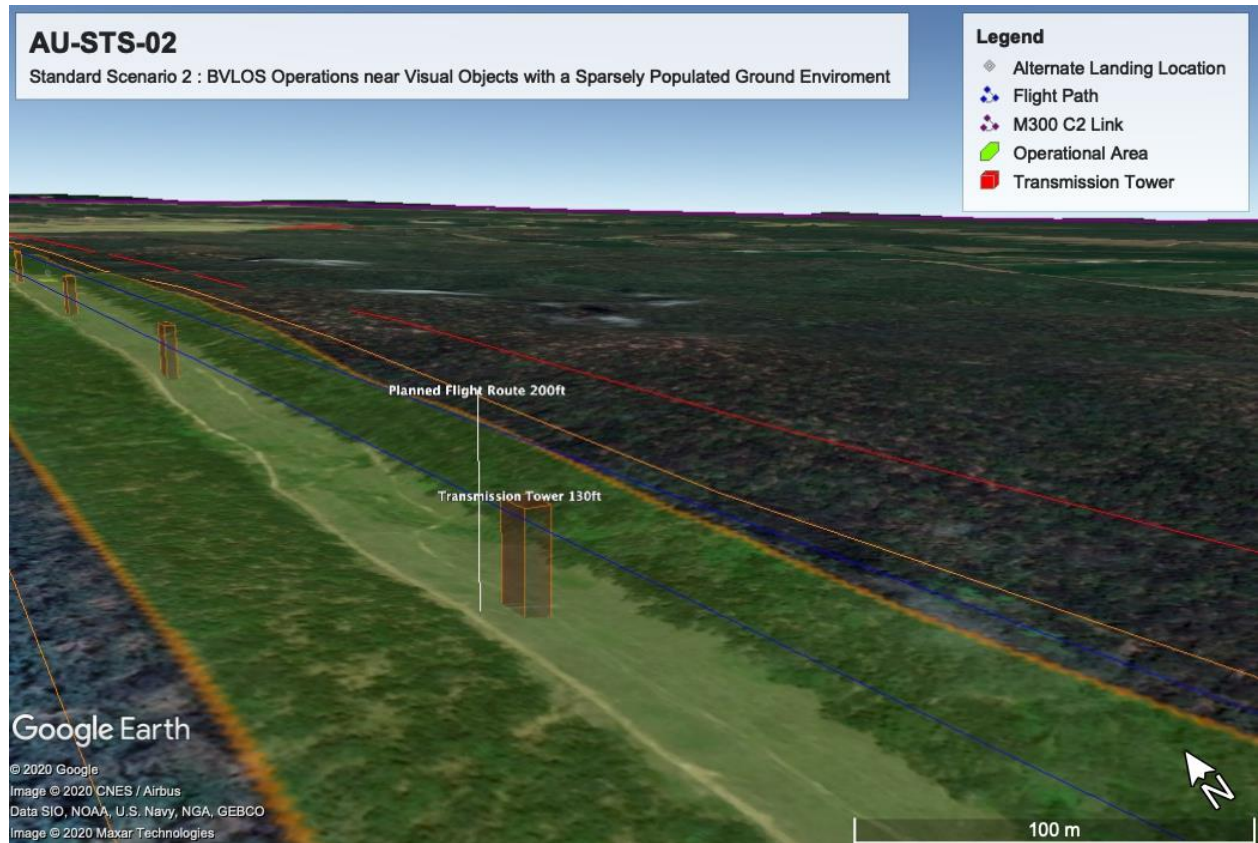 AU-STS-02
Standard Scenario 2 : BVLOS Operations near Visual Objects with a Sparsely Populated Ground Enviroment
Legend
Alternate Landing Location
Flight Path
M300 C2 Link
Operational Area
Transmission Tower
Planned Flight Route 200ft
Transmission Tower 130ft
Google Earth
© 2020 Google
Image © 2020 CNES / Airbus
Data SIO, NOAA, U.S. Navy, NGA, GEBCO
Image © 2020 Maxar Technologies
N
100 m